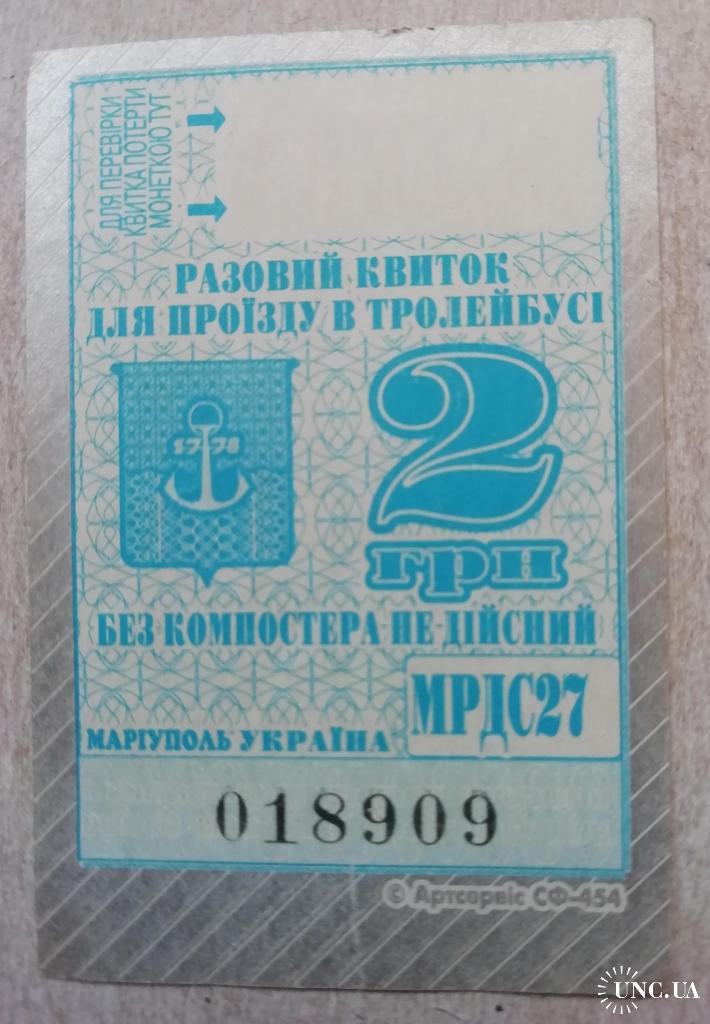 ДЛЯ ПЕРЕВІРКИ
КВИТКА ПОТЕРТИ
МОНЕТКОЮ ТУТ
РАЗОВИЙ КВИТОК
ДЛЯ ПРОЇЗДУ В ТРОЛЕЙБУСІ
1778
2
грн
БЕЗ КОМПОСТЕРА НЕ ДІЙСНИЙ
МРДС27
МАРІУПОЛЬ УКРАЇНА
018909
© Артсервіс СФ-454
UNC.UA